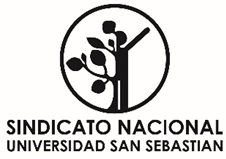 SINDICATO NACIONAL
UNIVERSIDAD SAN SEBASTIAN